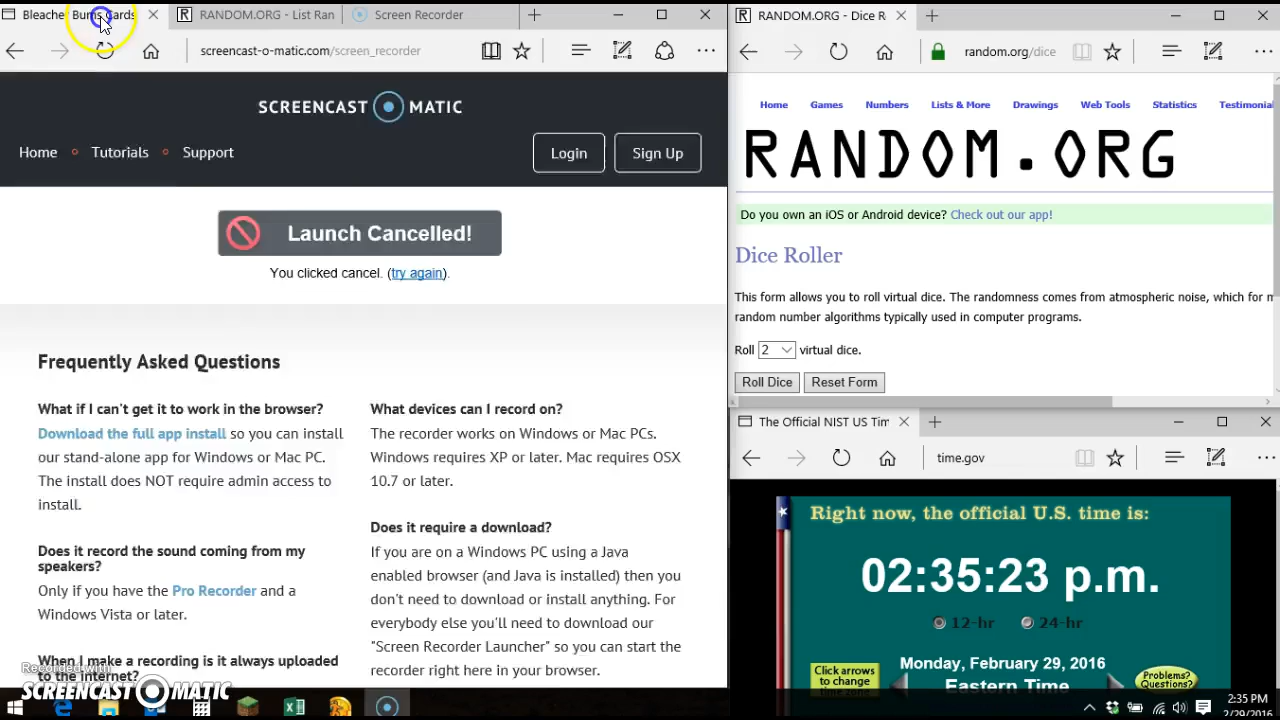 Bleacher Bums Cards
RANDOM.ORG - List Ran
Screen Recorder
screencast-o-matic.com/screen_recorder
SCREENCAST MATIC
Home
Tutorials
Support
Login
Sign Up
Launch Cancelled!
You clicked cancel. (try again).
Frequently Asked Questions
What if I can't get it to work in the browser?
Download the full app install so you can install
our stand-alone app for Windows or Mac PC.
The install does NOT require admin access to
install.
Does it record the sound coming from my
speakers?
Only if you have the Pro Recorder and a
Windows Vista or later.
When I make a recording is it always uploaded
to the internet?
What devices can I record on?
The recorder works on Windows or Mac PCs.
Windows requires XP or later. Mac requires OSX
10.7 or later.
Does it require a download?
If you are on a Windows PC using a Java
enabled browser (and Java is installed) then you
don't need to download or install anything. For
everybody else you'll need to download our
"Screen Recorder Launcher" so you can start the
recorder right here in your browser.
Recorded with
SCREENCAST MATIC
RANDOM.ORG - Dice R
random.org/dice
Home
Games
Numbers
Lists & More
Drawings
Web Tools
Statistics
Testimonial
RANDOM.ORG
Do you own an iOS or Android device? Check out our app!
Dice Roller
This form allows you to roll virtual dice. The randomness comes from atmospheric noise, which for m
random number algorithms typically used in computer programs.
Roll 2 virtual dice.
Roll Dice
Reset Form
The Official NIST US Tim
time.gov
Right now, the official U.S. time is:
02:35:23 p.m.
12-hr
24-hr
Monday, February 29, 2016
Eastern Time
Click arrows
to change
time zone
Problems?
Questions?
2:35 PM
2/29/2016